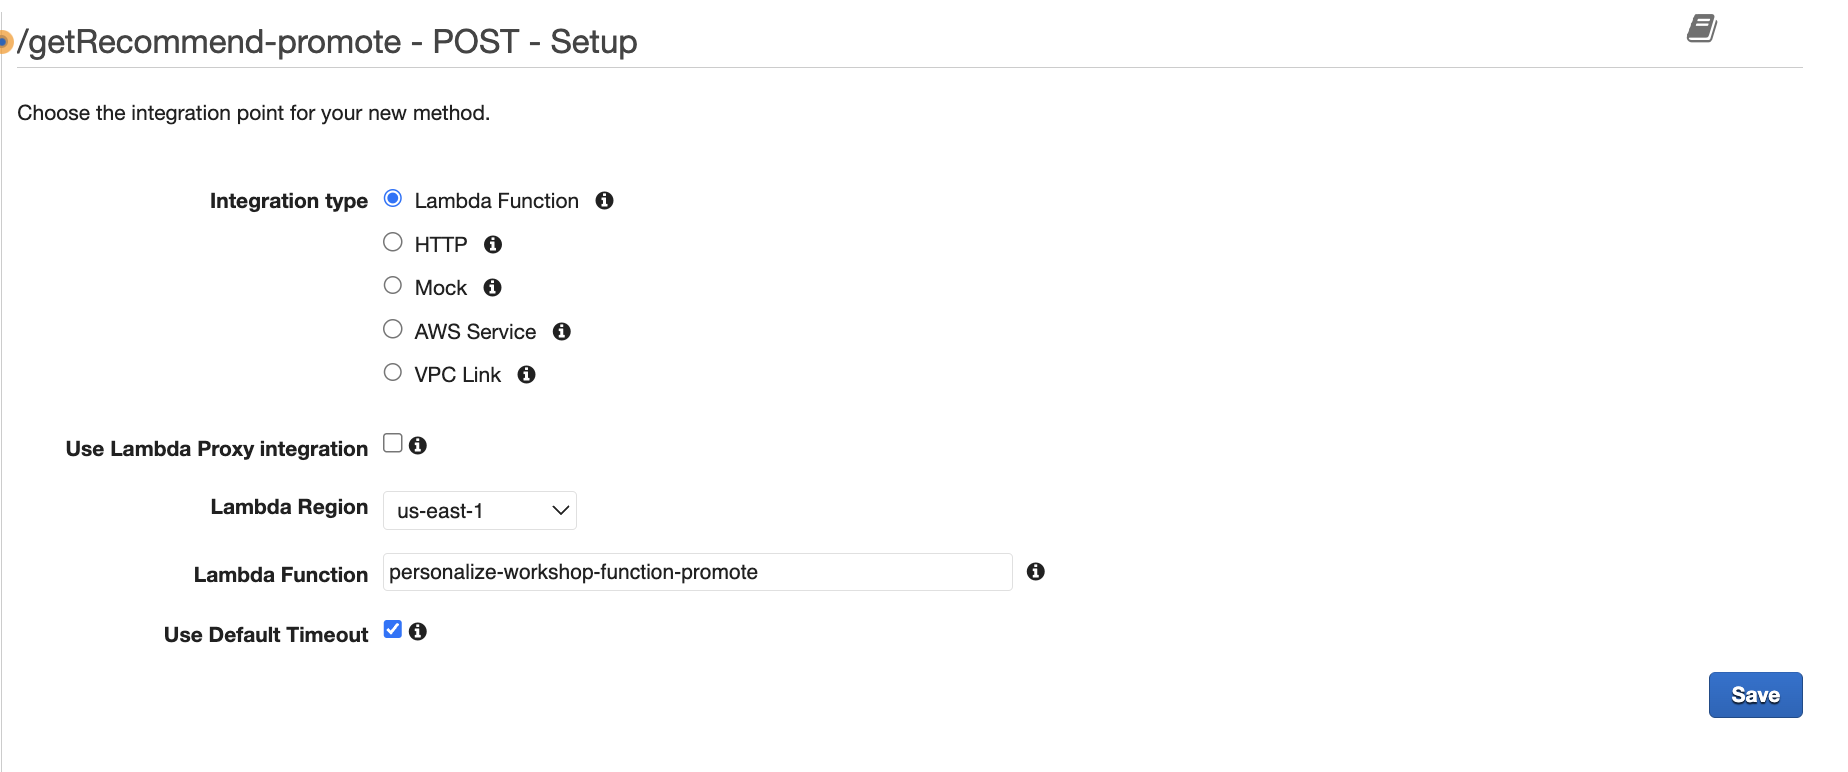 /getRecommend-promote - POST - Setup
Choose the integration point for your new method.
Integration type Lambda Function
HTTP
Mock
AWS Service
VPC Link
Use Lambda Proxy integration
Lambda Region us-east-1
Lambda Function personalize-workshop-function-promote
Use Default Timeout
Save